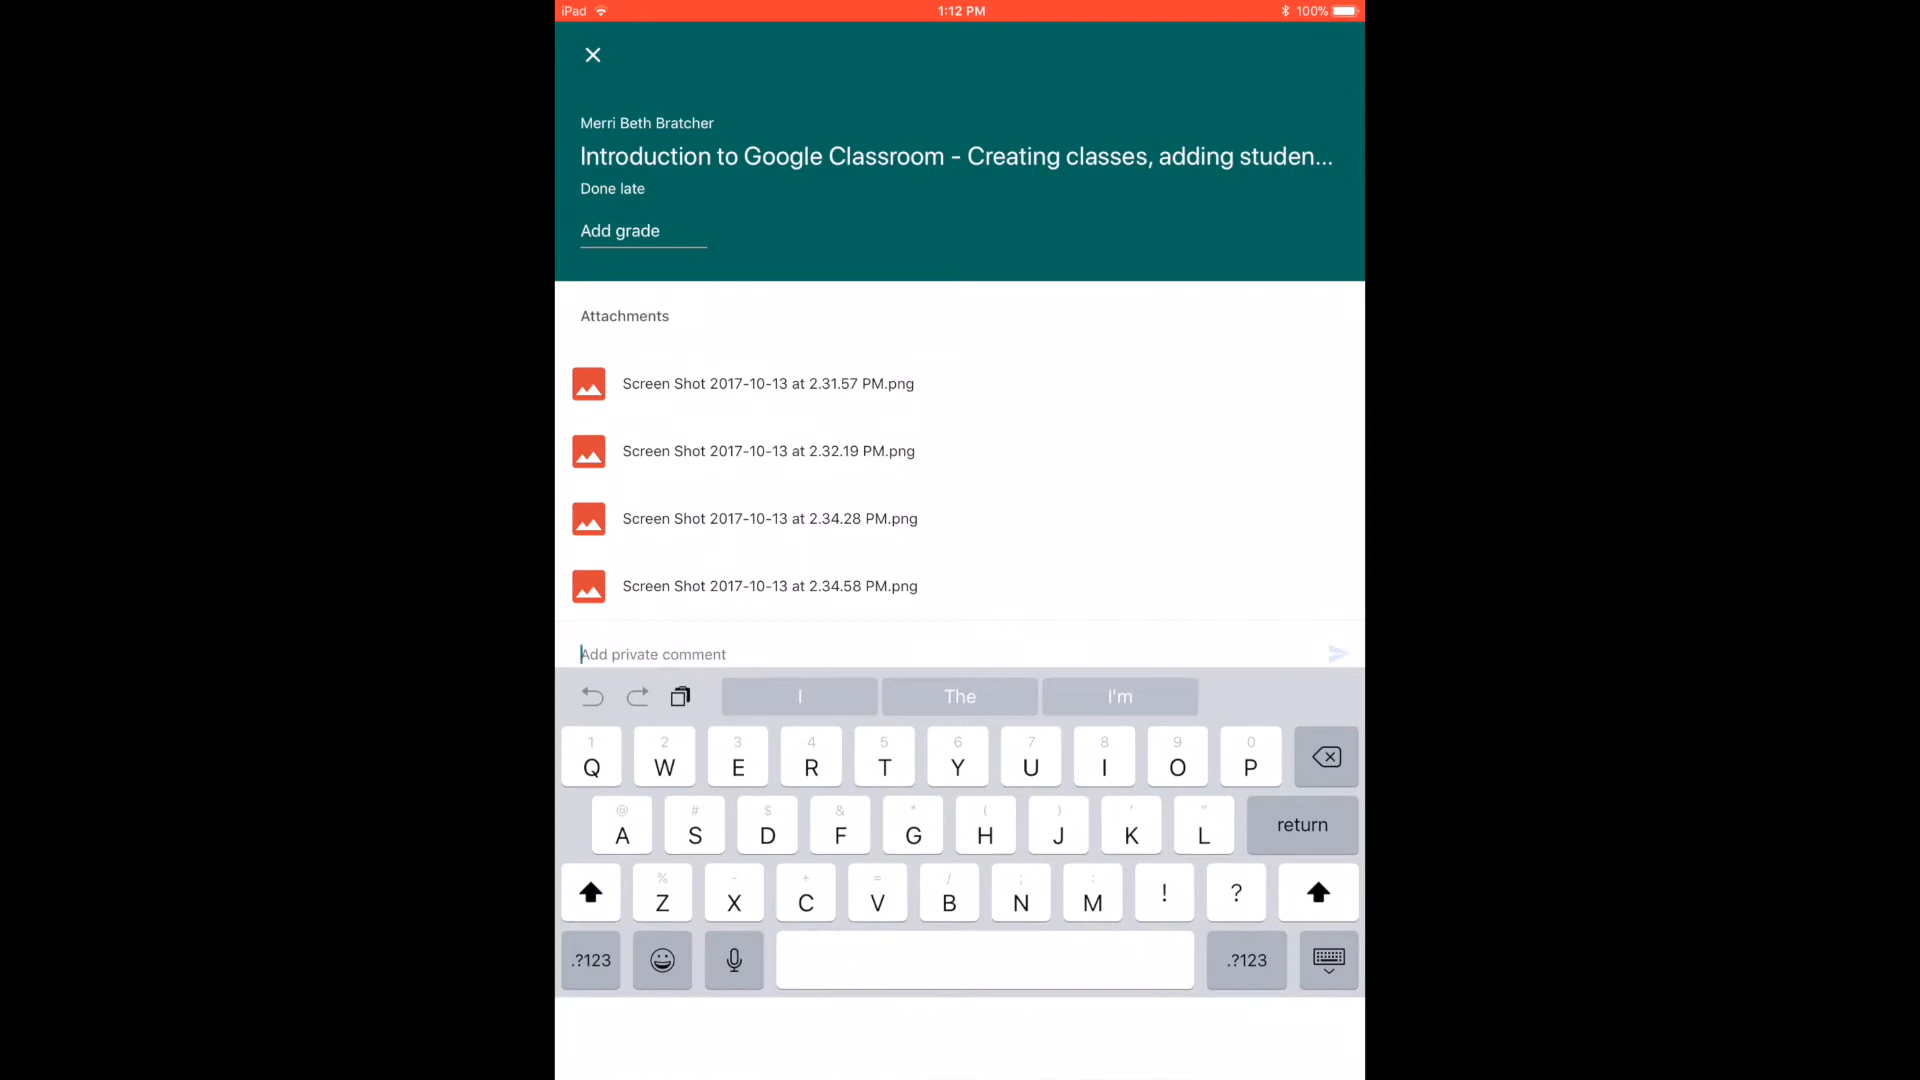 iPad 1:12 PM 100%
Merri Beth Bratcher
Introduction to Google Classroom - Creating classes, adding studen...
Done late
Add grade
Attachments
Screen Shot 2017-10-13 at 2.31.57 PM.png
Screen Shot 2017-10-13 at 2.32.19 PM.png
Screen Shot 2017-10-13 at 2.34.28 PM.png
Screen Shot 2017-10-13 at 2.34.58 PM.png
Add private comment
I The I'm
1 2 3 4 5 6 7 8 9 0
Q W E R T Y U I O P
@ # $ & * ( ) ' "
A S D F G H J K L return
% - + = / ; :
Z X C V B N M ! ?
.?123 .?123